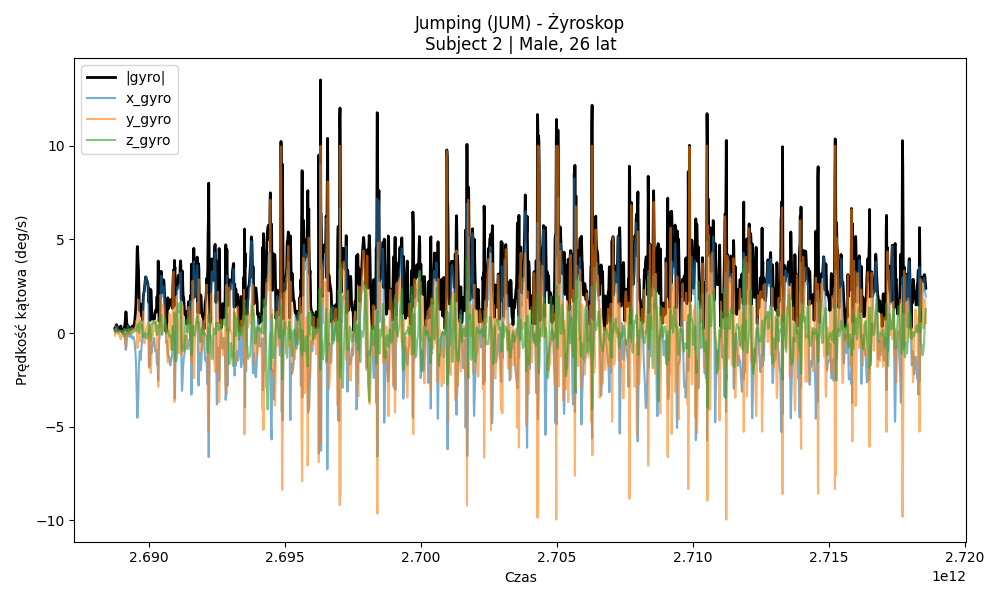 Jumping (JUM) - Żyroskop
Subject 2 | Male, 26 lat
|gyro|
x_gyro
y_gyro
z_gyro
Prędkość kątowa (deg/s)
10
5
0
−5
−10
2.690 2.695 2.700 2.705 2.710 2.715 2.720
1e12
Czas